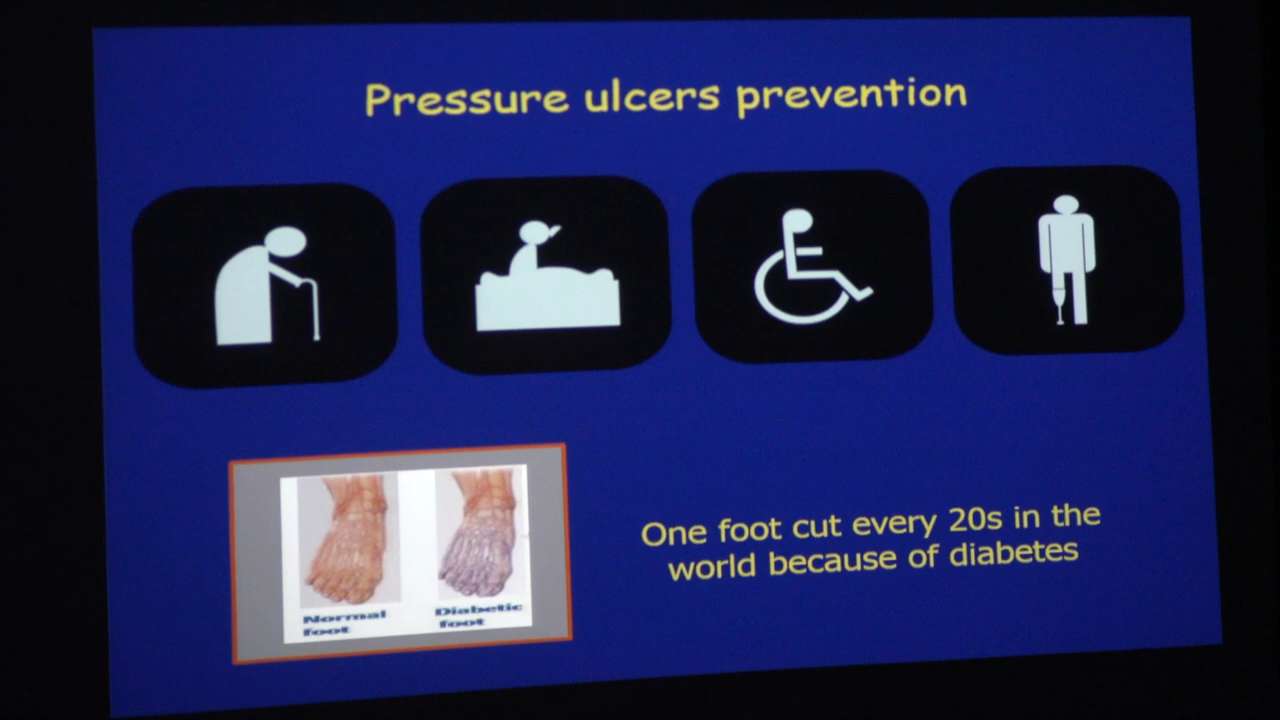 Pressure ulcers prevention
Normal
foot
Diabetic
foot
One foot cut every 20s in the
world because of diabetes